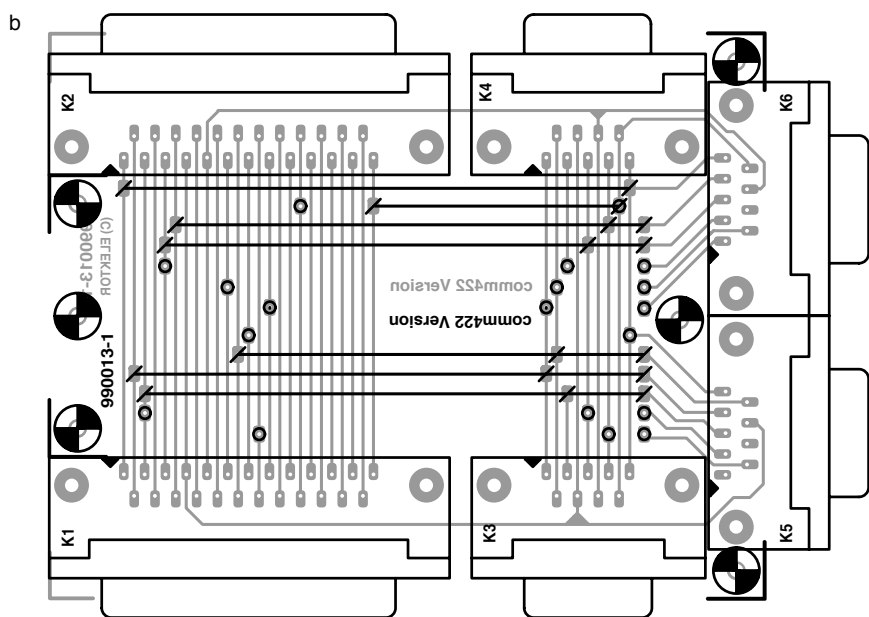 b
K2
K4
K6
(C) ELEKTOR
990013-1
comm422 Version
comm422 Version
990013-1
K1
K3
K5